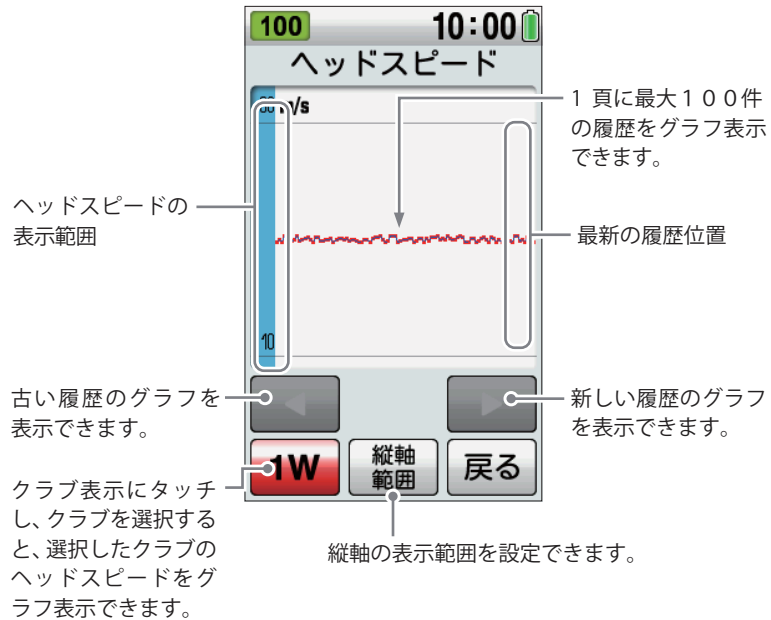 100
10:00
ヘッドスピード
m/s
10
1 頁に最大１００件
の履歴をグラフ表示
できます。
ヘッドスピードの
表示範囲
最新の履歴位置
古い履歴のグラフを
表示できます。
新しい履歴のグラフ
を表示できます。
1W
縦軸
範囲
戻る
クラブ表示にタッチ
し、クラブを選択する
と、選択したクラブの
ヘッドスピードをグ
ラフ表示できます。
縦軸の表示範囲を設定できます。